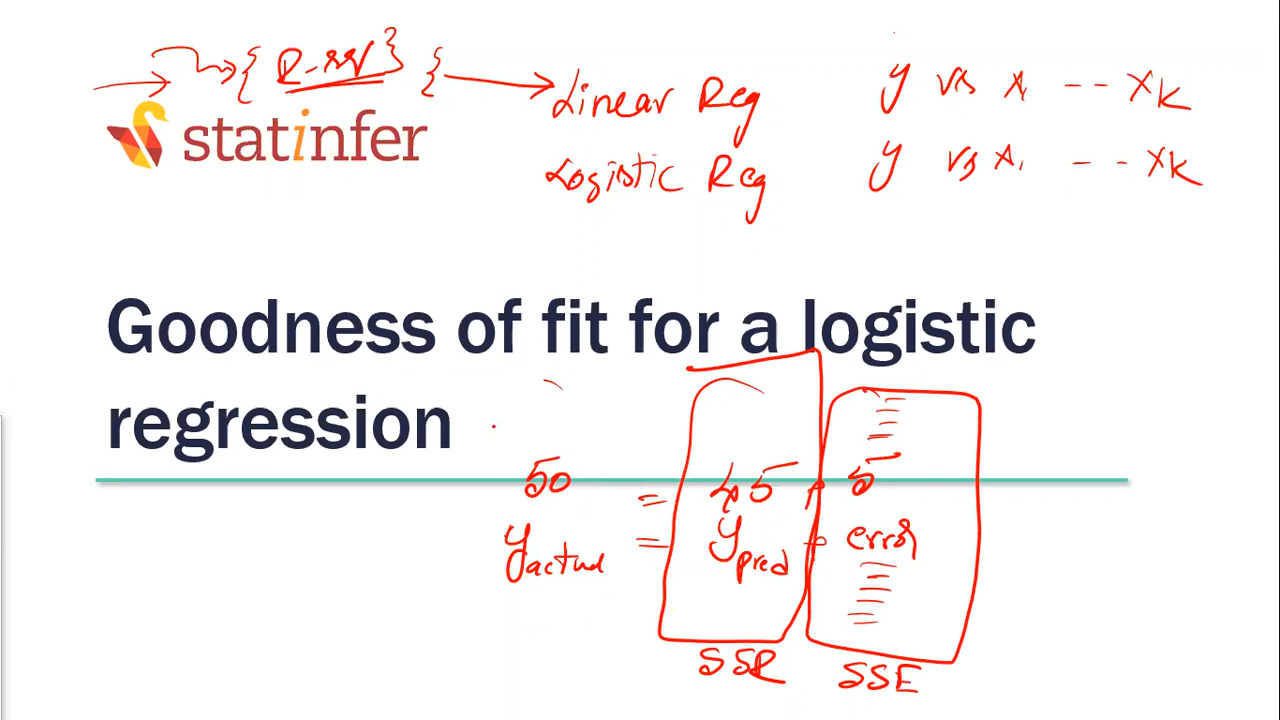 { R-sq } {
Linear Reg y vs x1 -- xK
statinfer
Logistic Reg y vs x1 -- xK
Goodness of fit for a logistic
regression
50 = 45 + 5
yactual = ypred + error
SSR SSE